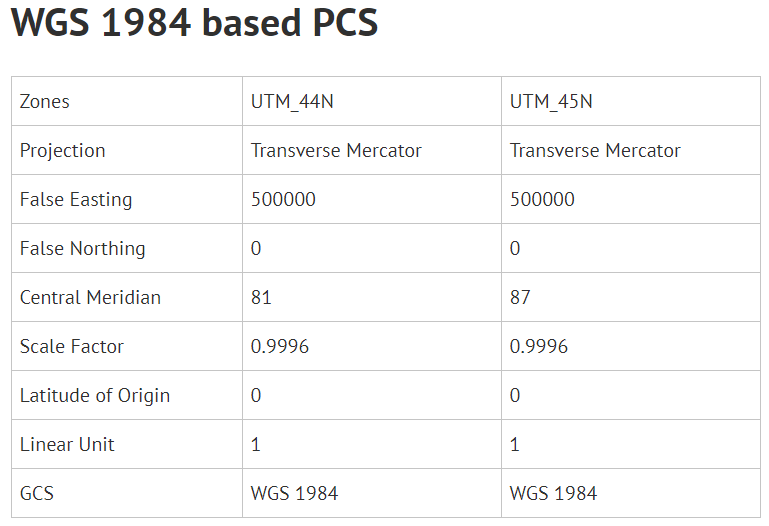 WGS 1984 based PCS
Zones UTM_44N UTM_45N
Projection Transverse Mercator Transverse Mercator
False Easting 500000 500000
False Northing 0 0
Central Meridian 81 87
Scale Factor 0.9996 0.9996
Latitude of Origin 0 0
Linear Unit 1 1
GCS WGS 1984 WGS 1984